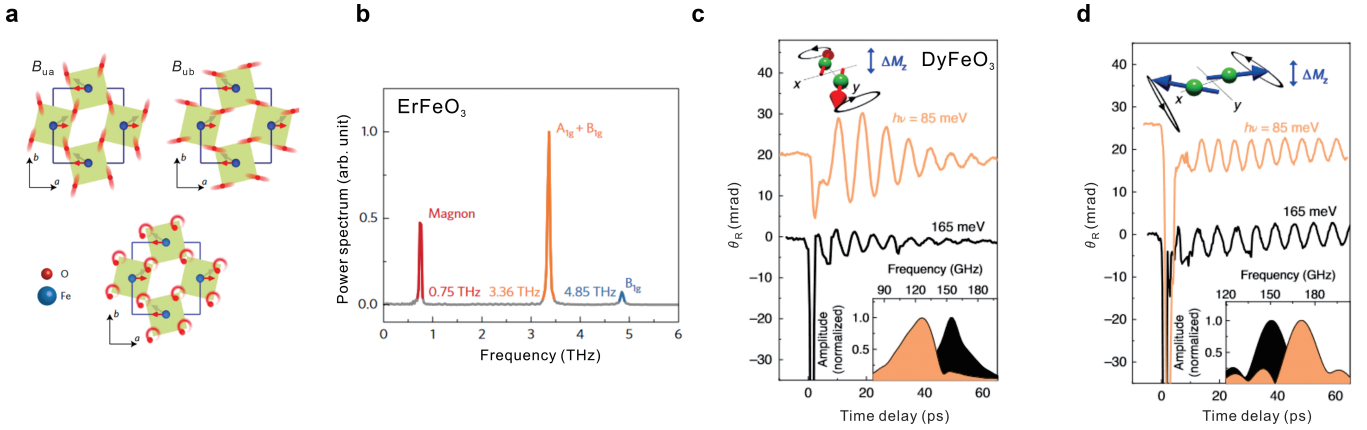 a
B_ua
B_ub
b
a
b
a
O
Fe
b
a
b
ErFeO₃
Power spectrum (arb. unit)
1.0
0.5
0.0
A₁g + B₁g
Magnon
0.75 THz
3.36 THz
4.85 THz
B₁g
0
1
2
3
4
5
6
Frequency (THz)
c
DyFeO₃
ΔM_z
x
y
hν = 85 meV
165 meV
θ_R (mrad)
40
30
20
10
0
−10
−20
−30
Frequency (GHz)
90
120
150
180
Amplitude
(normalized)
1.0
0.5
0
20
40
60
Time delay (ps)
d
ΔM_z
x
y
hν = 85 meV
165 meV
θ_R (mrad)
40
30
20
10
0
−10
−20
−30
Frequency (GHz)
120
150
180
Amplitude
(normalized)
1.0
0.5
0
20
40
60
Time delay (ps)